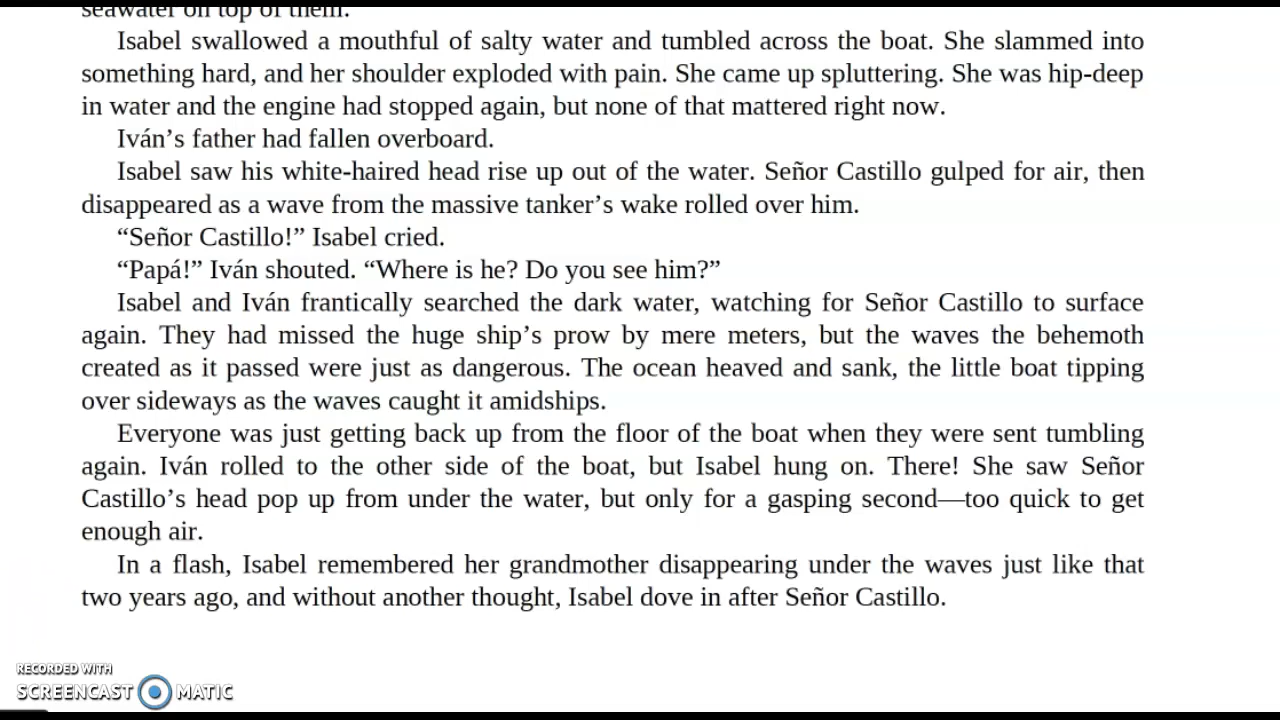 seawater on top of them.
Isabel swallowed a mouthful of salty water and tumbled across the boat. She slammed into
something hard, and her shoulder exploded with pain. She came up spluttering. She was hip-deep
in water and the engine had stopped again, but none of that mattered right now.
Iván’s father had fallen overboard.
Isabel saw his white-haired head rise up out of the water. Señor Castillo gulped for air, then
disappeared as a wave from the massive tanker’s wake rolled over him.
“Señor Castillo!” Isabel cried.
“Papá!” Iván shouted. “Where is he? Do you see him?”
Isabel and Iván frantically searched the dark water, watching for Señor Castillo to surface
again. They had missed the huge ship’s prow by mere meters, but the waves the behemoth
created as it passed were just as dangerous. The ocean heaved and sank, the little boat tipping
over sideways as the waves caught it amidships.
Everyone was just getting back up from the floor of the boat when they were sent tumbling
again. Iván rolled to the other side of the boat, but Isabel hung on. There! She saw Señor
Castillo’s head pop up from under the water, but only for a gasping second—too quick to get
enough air.
In a flash, Isabel remembered her grandmother disappearing under the waves just like that
two years ago, and without another thought, Isabel dove in after Señor Castillo.
RECORDED WITH
SCREENCAST MATIC